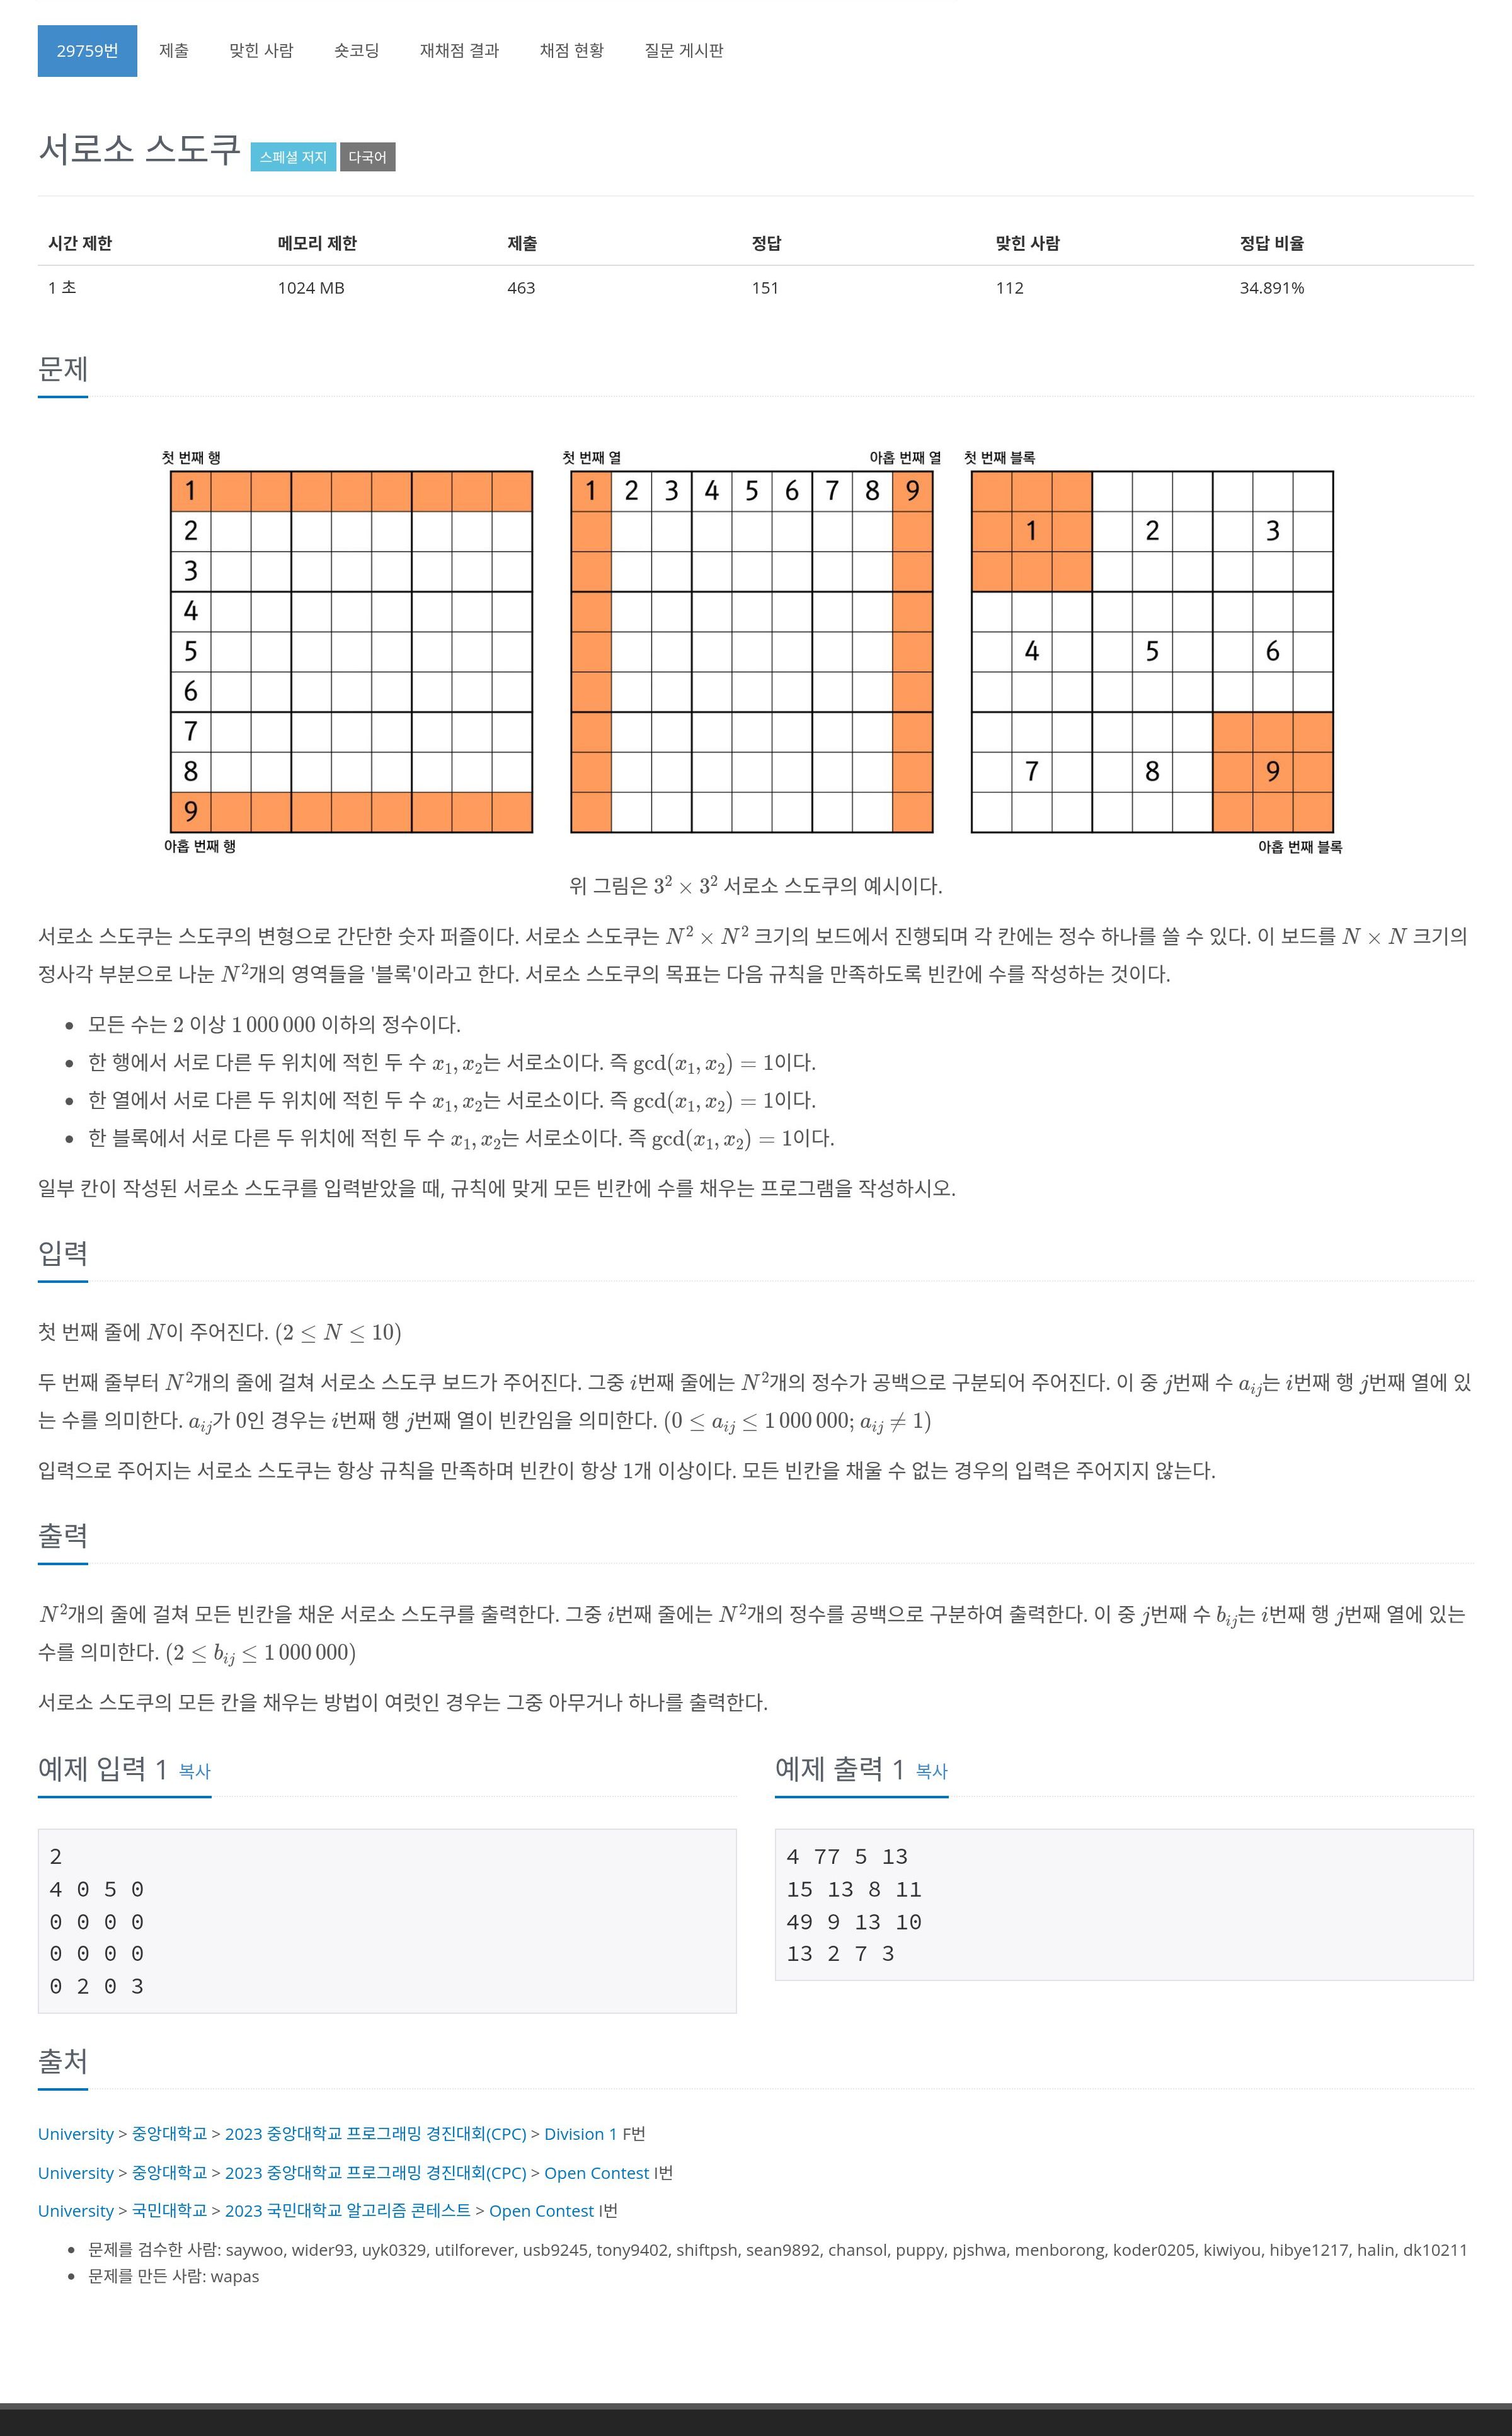 29759번 제출 맞힌 사람 숏코딩 재채점 결과 채점 현황 질문 게시판
서로소 스도쿠 스페셜 저지 다국어
시간 제한 메모리 제한 제출 정답 맞힌 사람 정답 비율
1 초 1024 MB 463 151 112 34.891%
문제
첫 번째 행
1
2
3
4
5
6
7
8
9
아홉 번째 행
첫 번째 열 아홉 번째 열
1 2 3 4 5 6 7 8 9
첫 번째 블록
1 2 3
4 5 6
7 8 9
아홉 번째 블록
위 그림은 3² × 3² 서로소 스도쿠의 예시이다.
서로소 스도쿠는 스도쿠의 변형으로 간단한 숫자 퍼즐이다. 서로소 스도쿠는 N² × N² 크기의 보드에서 진행되며 각 칸에는 정수 하나를 쓸 수 있다. 이 보드를 N × N 크기의
정사각 부분으로 나눈 N²개의 영역들을 '블록'이라고 한다. 서로소 스도쿠의 목표는 다음 규칙을 만족하도록 빈칸에 수를 작성하는 것이다.
• 모든 수는 2 이상 1 000 000 이하의 정수이다.
• 한 행에서 서로 다른 두 위치에 적힌 두 수 x₁, x₂는 서로소이다. 즉 gcd(x₁, x₂) = 1이다.
• 한 열에서 서로 다른 두 위치에 적힌 두 수 x₁, x₂는 서로소이다. 즉 gcd(x₁, x₂) = 1이다.
• 한 블록에서 서로 다른 두 위치에 적힌 두 수 x₁, x₂는 서로소이다. 즉 gcd(x₁, x₂) = 1이다.
일부 칸이 작성된 서로소 스도쿠를 입력받았을 때, 규칙에 맞게 모든 빈칸에 수를 채우는 프로그램을 작성하시오.
입력
첫 번째 줄에 N이 주어진다. (2 ≤ N ≤ 10)
두 번째 줄부터 N²개의 줄에 걸쳐 서로소 스도쿠 보드가 주어진다. 그중 i번째 줄에는 N²개의 정수가 공백으로 구분되어 주어진다. 이 중 j번째 수 aᵢⱼ는 i번째 행 j번째 열에 있
는 수를 의미한다. aᵢⱼ가 0인 경우는 i번째 행 j번째 열이 빈칸임을 의미한다. (0 ≤ aᵢⱼ ≤ 1 000 000; aᵢⱼ ≠ 1)
입력으로 주어지는 서로소 스도쿠는 항상 규칙을 만족하며 빈칸이 항상 1개 이상이다. 모든 빈칸을 채울 수 없는 경우의 입력은 주어지지 않는다.
출력
N²개의 줄에 걸쳐 모든 빈칸을 채운 서로소 스도쿠를 출력한다. 그중 i번째 줄에는 N²개의 정수를 공백으로 구분하여 출력한다. 이 중 j번째 수 bᵢⱼ는 i번째 행 j번째 열에 있는
수를 의미한다. (2 ≤ bᵢⱼ ≤ 1 000 000)
서로소 스도쿠의 모든 칸을 채우는 방법이 여럿인 경우는 그중 아무거나 하나를 출력한다.
예제 입력 1 복사
2
4 0 5 0
0 0 0 0
0 0 0 0
0 2 0 3
예제 출력 1 복사
4 77 5 13
15 13 8 11
49 9 13 10
13 2 7 3
출처
University > 중앙대학교 > 2023 중앙대학교 프로그래밍 경진대회(CPC) > Division 1 F번
University > 중앙대학교 > 2023 중앙대학교 프로그래밍 경진대회(CPC) > Open Contest I번
University > 국민대학교 > 2023 국민대학교 알고리즘 콘테스트 > Open Contest I번
• 문제를 검수한 사람: saywoo, wider93, uyk0329, utilforever, usb9245, tony9402, shiftpsh, sean9892, chansol, puppy, pjshwa, menborong, koder0205, kiwiyou, hibye1217, halin, dk10211
• 문제를 만든 사람: wapas